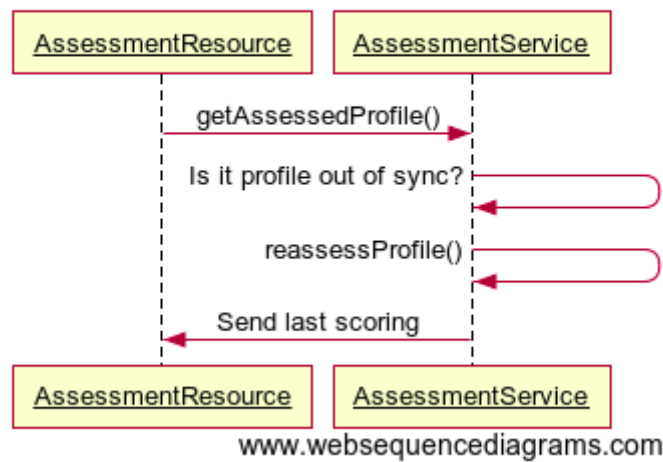 AssessmentResource AssessmentService
getAssessedProfile()
Is it profile out of sync?
reassessProfile()
Send last scoring
AssessmentResource AssessmentService
www.websequencediagrams.com